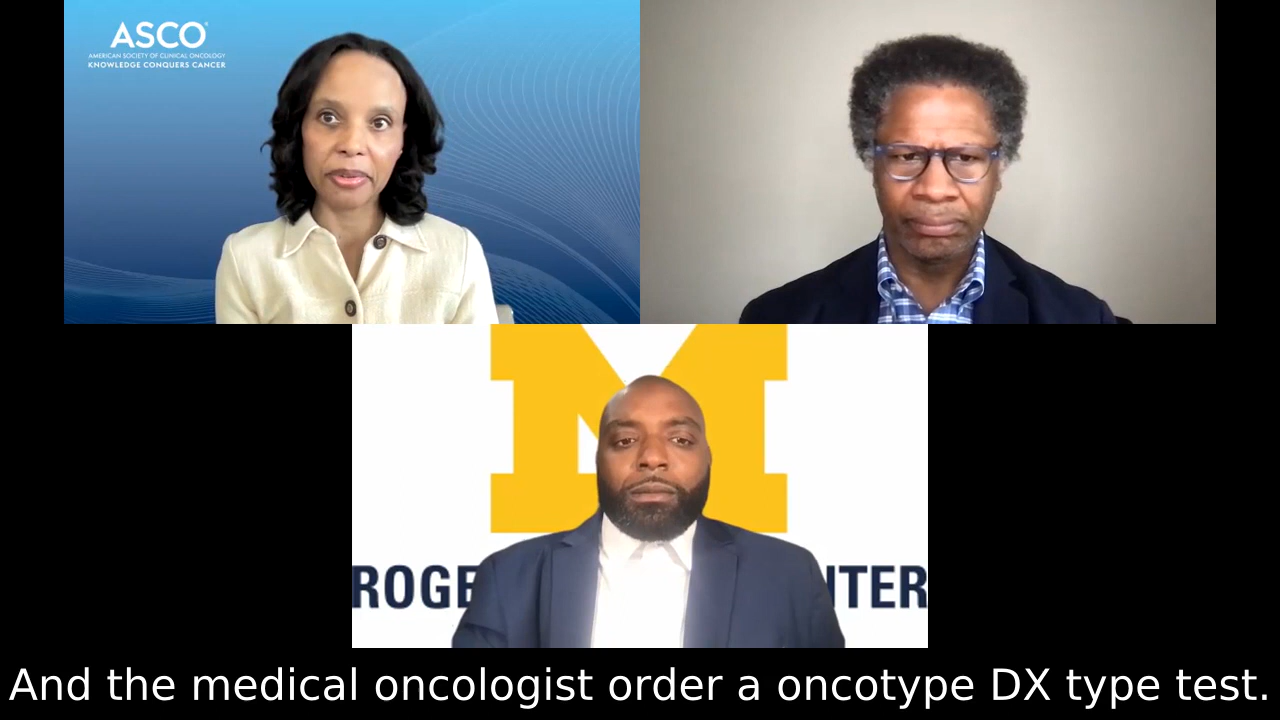 ASCO®
AMERICAN SOCIETY OF CLINICAL ONCOLOGY
KNOWLEDGE CONQUERS CANCER
M
ROGE NTER
And the medical oncologist order a oncotype DX type test.